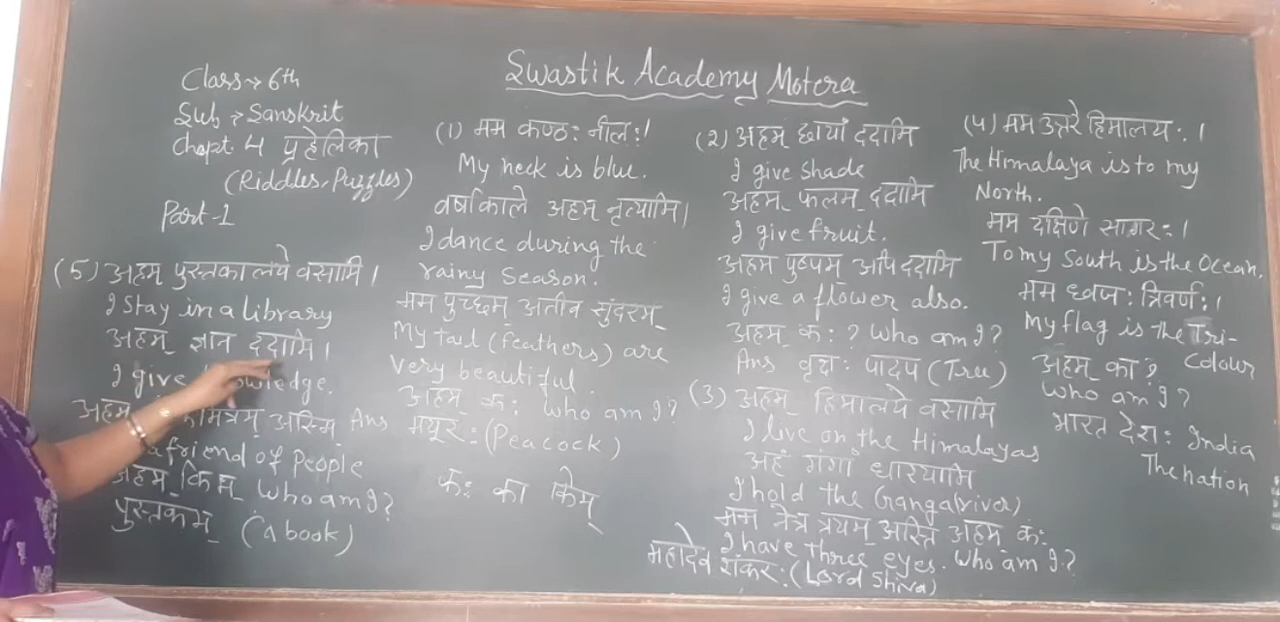 Swastik Academy Motera
Class → 6th
Sub → Sanskrit
Chapt. 4 प्रहेलिका
(Riddles, Puzzles)
Part-1
(1) मम कण्ठः नीलः।
My neck is blue.
वर्षाकाले अहम् नृत्यामि।
I dance during the
rainy season.
मम पुच्छम् अतीव सुंदरम्
My tail (feathers) are
very beautiful.
अहम् कः who am I?
Ans मयूरः (Peacock)
कः का किम्
(2) अहम् छायाँ ददामि
I give shade
अहम् फलम् ददामि
I give fruit.
अहम पुष्पम् अपि ददामि
I give a flower also.
अहम् कः? who am I?
Ans वृक्षः पादप (Tree)
(3) अहम् हिमालये वसामि
I live on the Himalayas
अहं गंगां धारयामि
I hold the Ganga(river)
मम नेत्र त्रयम् अस्ति अहम् कः
I have three eyes. who am I?
महादेव शंकरः (Lord Shiva)
(4) मम उत्तरे हिमालयः।
The Himalaya is to my
North.
मम दक्षिणे सागरः।
To my South is the Ocean.
मम ध्वजः त्रिवर्णः।
My flag is the Tri-
Colour
अहम् का?
who am I?
भारत देशः India
The nation
(5) अहम् पुस्तकालये वसामि।
I stay in a library
अहम् ज्ञान ददामि।
I give
अहम् अस्मि
a friend of People
अहम् किम् who am I?
पुस्तकम् (a book)